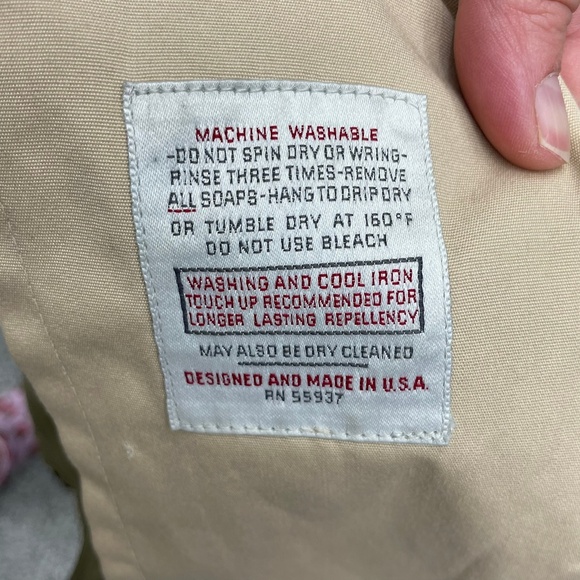 MACHINE WASHABLE
-DO NOT SPIN DRY OR WRING-
RINSE THREE TIMES-REMOVE
ALL SOAPS-HANG TO DRIP DRY
OR TUMBLE DRY AT 160°F
DO NOT USE BLEACH
WASHING AND COOL IRON
TOUCH UP RECOMMENDED FOR
LONGER LASTING REPELLENCY
MAY ALSO BE DRY CLEANED
DESIGNED AND MADE IN U.S.A.
RN 55937